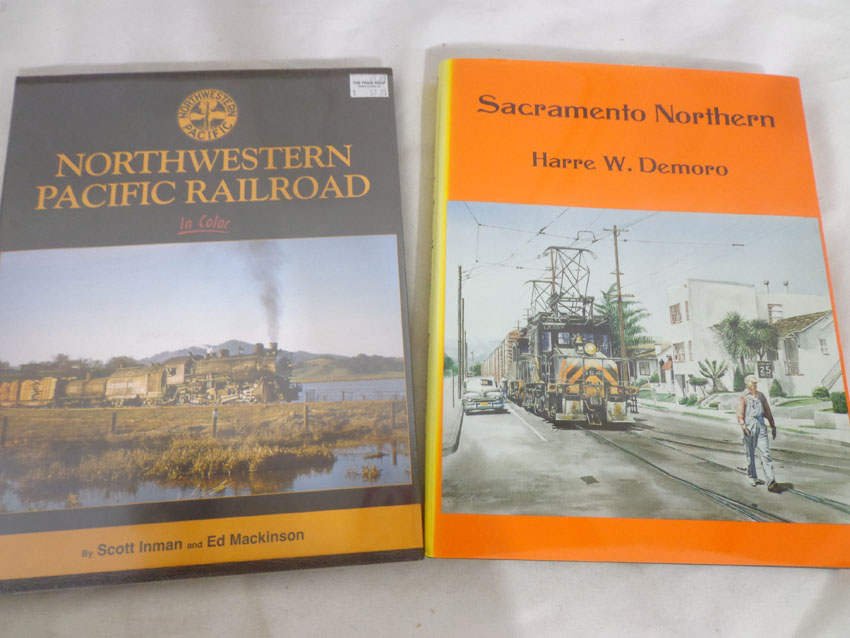 NORTHWESTERN
PACIFIC
NORTHWESTERN
PACIFIC RAILROAD
In Color
By Scott Inman and Ed Mackinson
Sacramento Northern
Harre W. Demoro
25